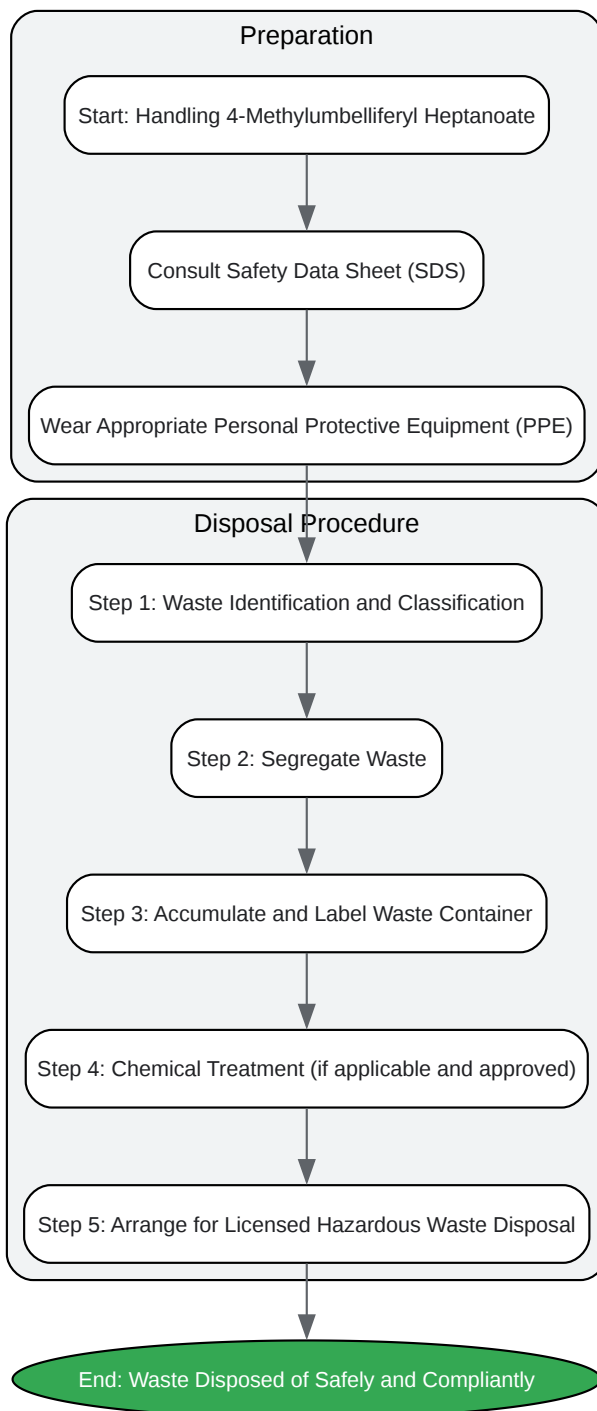 Preparation
Start: Handling 4-Methylumbelliferyl Heptanoate
Consult Safety Data Sheet (SDS)
Wear Appropriate Personal Protective Equipment (PPE)
Disposal Procedure
Step 1: Waste Identification and Classification
Step 2: Segregate Waste
Step 3: Accumulate and Label Waste Container
Step 4: Chemical Treatment (if applicable and approved)
Step 5: Arrange for Licensed Hazardous Waste Disposal
End: Waste Disposed of Safely and Compliantly